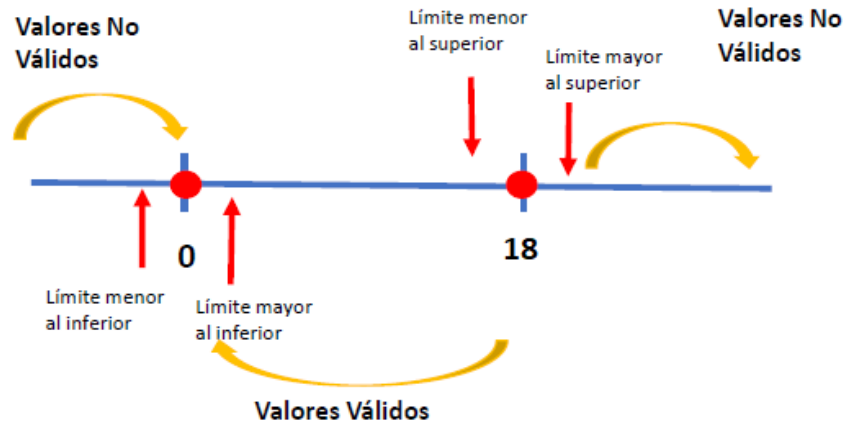 Valores No
Válidos
Límite menor
al superior
Límite mayor
al superior
Valores No
Válidos
0
18
Límite menor
al inferior
Límite mayor
al inferior
Valores Válidos